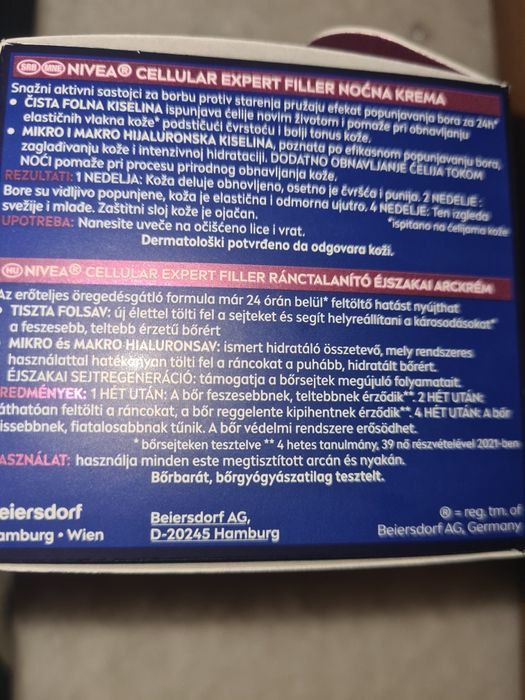 SRB MNE NIVEA® CELLULAR EXPERT FILLER NOĆNA KREMA
Snažni aktivni sastojci za borbu protiv starenja pružaju efekat popunjavanja bora za 24h*
• ČISTA FOLNA KISELINA ispunjava ćelije novim životom i pomaže pri obnavljanju
elastičnih vlakna kože* podstičući čvrstoću i bolji tonus kože.
• MIKRO I MAKRO HIJALURONSKA KISELINA, poznata po efikasnom popunjavanju bora,
zaglađivanju kože i intenzivnoj hidrataciji. DODATNO OBNAVLJANJE ĆELIJA TOKOM
NOĆI pomaže pri procesu prirodnog obnavljanja kože.
REZULTATI: 1 NEDELJA: Koža deluje obnovljeno, osetno je čvršća i punija. 2 NEDELJE:
Bore su vidljivo popunjene, koža je elastična i odmorna ujutro. 4 NEDELJE: Ten izgleda
svežije i mlađe. Zaštitni sloj kože je ojačan. *ispitano na ćelijama kože
UPOTREBA: Nanesite uveče na očišćeno lice i vrat.
Dermatološki potvrđeno da odgovara koži.
HU NIVEA® CELLULAR EXPERT FILLER RÁNCTALANÍTÓ ÉJSZAKAI ARCKRÉM
Az erőteljes öregedésgátló formula már 24 órán belül* feltöltő hatást nyújthat
• TISZTA FOLSAV: új élettel tölti fel a sejteket és segít helyreállítani a károsodásokat*
a feszesebb, teltebb érzetű bőrért
• MIKRO és MAKRO HIALURONSAV: ismert hidratáló összetevő, mely rendszeres
használattal hatékonyan tölti fel a ráncokat a puhább, hidratált bőrért.
ÉJSZAKAI SEJTREGENERÁCIÓ: támogatja a bőrsejtek megújuló folyamatait.
REDMÉNYEK: 1 HÉT UTÁN: A bőr feszesebbnek, teltebbnek érződik**, 2 HÉT UTÁN:
áthatóan feltölti a ráncokat, a bőr reggelente kipihentnek érződik**, 4 HÉT UTÁN: A bőr
issebbnek, fiatalosabbnak tűnik. A bőr védelmi rendszere erősödhet.
* bőrsejteken tesztelve ** 4 hetes tanulmány, 39 nő részvételével 2021-ben
ASZNÁLAT: használja minden este megtisztított arcán és nyakán.
Bőrbarát, bőrgyógyászatilag tesztelt.
eiersdorf
amburg • Wien
Beiersdorf AG,
D-20245 Hamburg
® = reg. tm. of
Beiersdorf AG, Germany